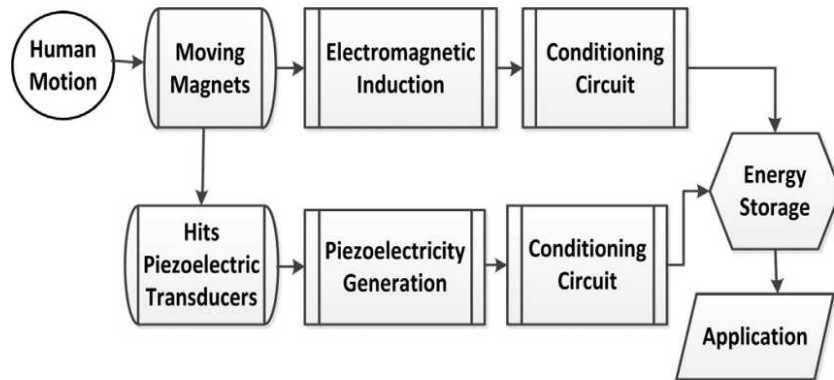 Human
Motion
Moving
Magnets
Electromagnetic
Induction
Conditioning
Circuit
Energy
Storage
Hits
Piezoelectric
Transducers
Piezoelectricity
Generation
Conditioning
Circuit
Application